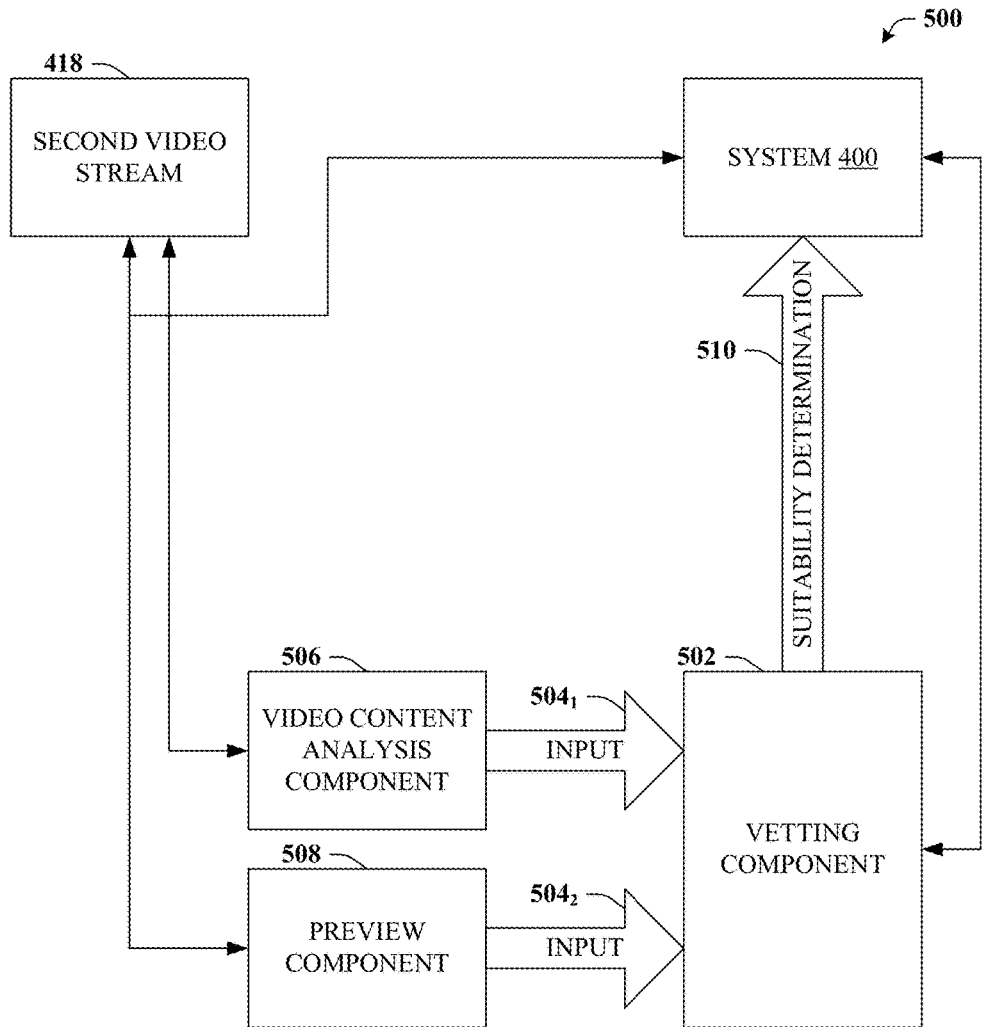 500
418
SECOND VIDEO
STREAM
SYSTEM 400
510
SUITABILITY DETERMINATION
506
VIDEO CONTENT
ANALYSIS
COMPONENT
504₁
INPUT
502
VETTING
COMPONENT
508
PREVIEW
COMPONENT
504₂
INPUT